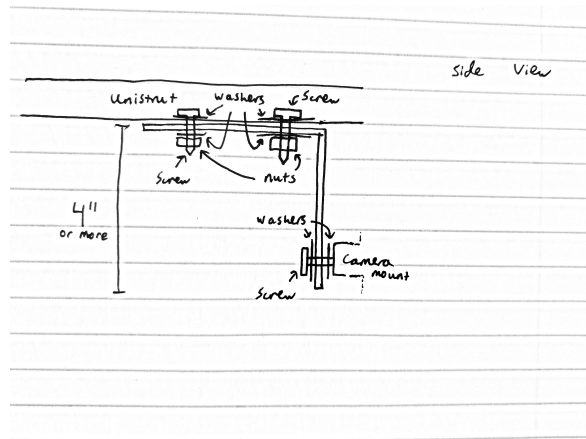 side View
Unistrut
washers
Screw
Screw
nuts
4"
or more
washers
Camera
mount
Screw